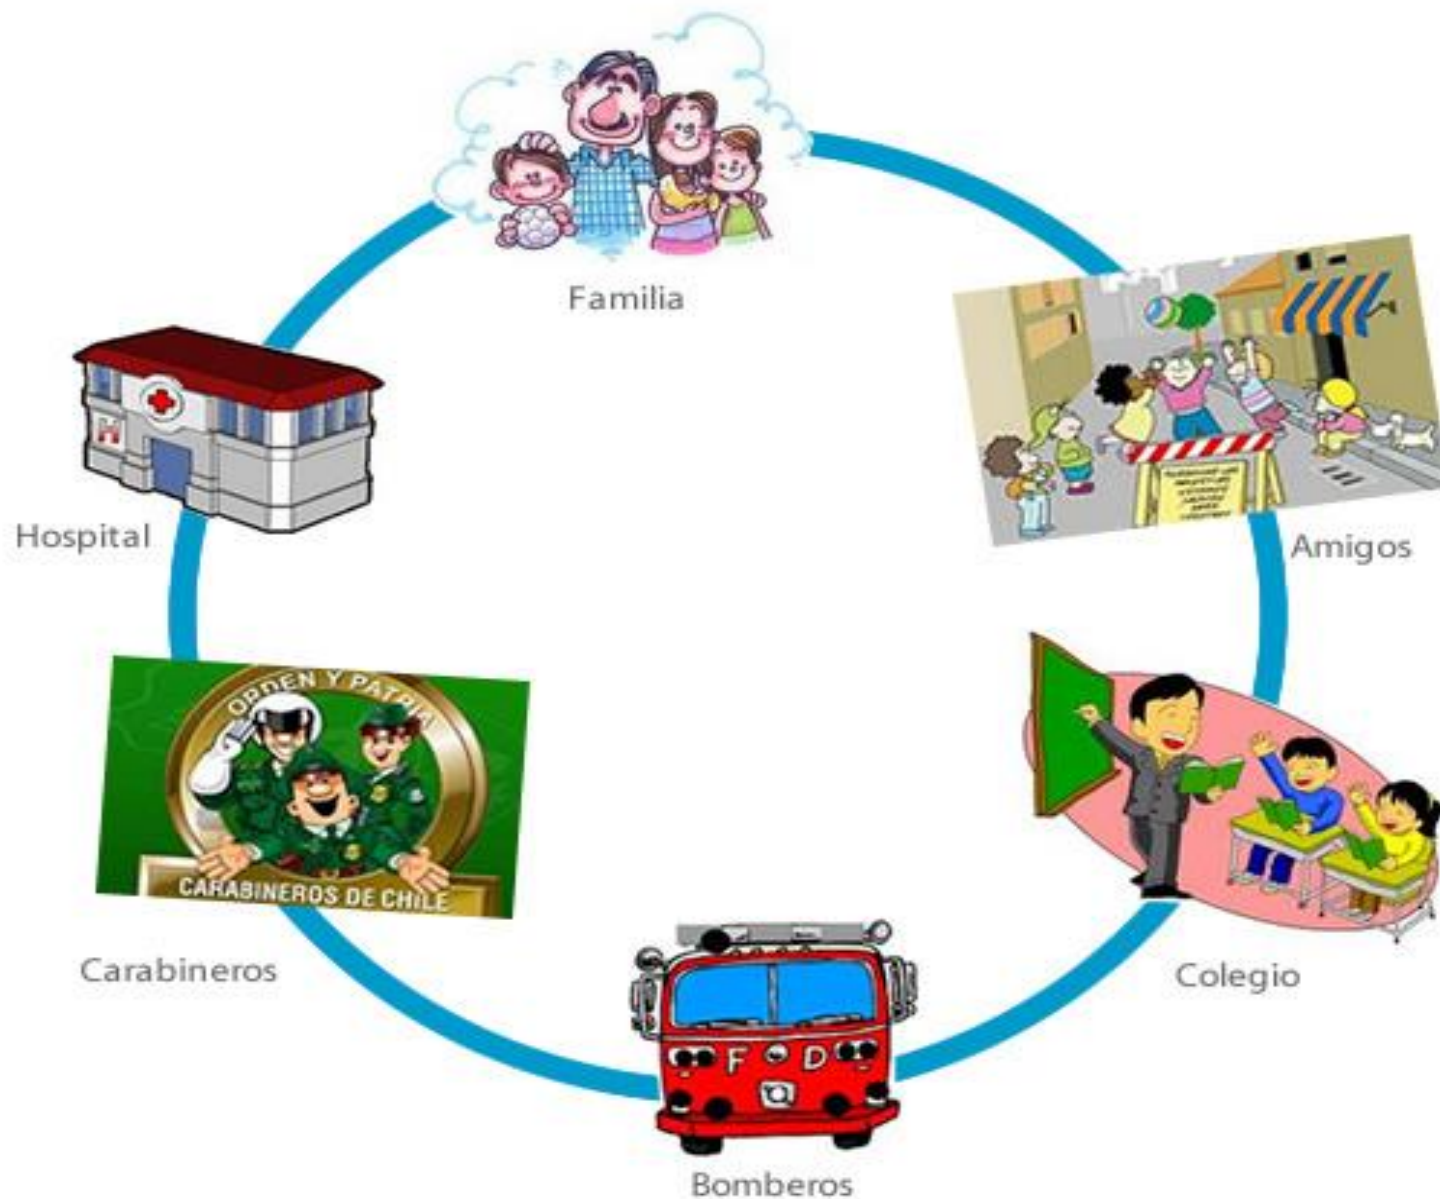 Familia
Amigos
Hospital
H
ORDEN Y PATRIA
CARABINEROS DE CHILE
Carabineros
Colegio
F D
Bomberos